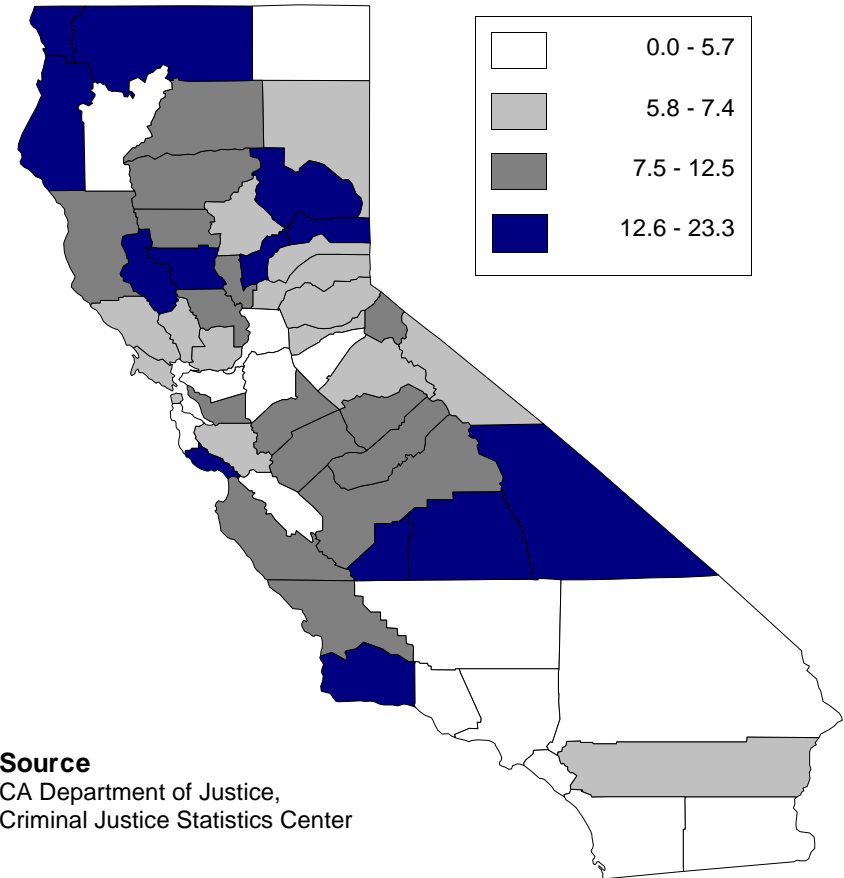 0.0 - 5.7
5.8 - 7.4
7.5 - 12.5
12.6 - 23.3
Source
CA Department of Justice,
Criminal Justice Statistics Center